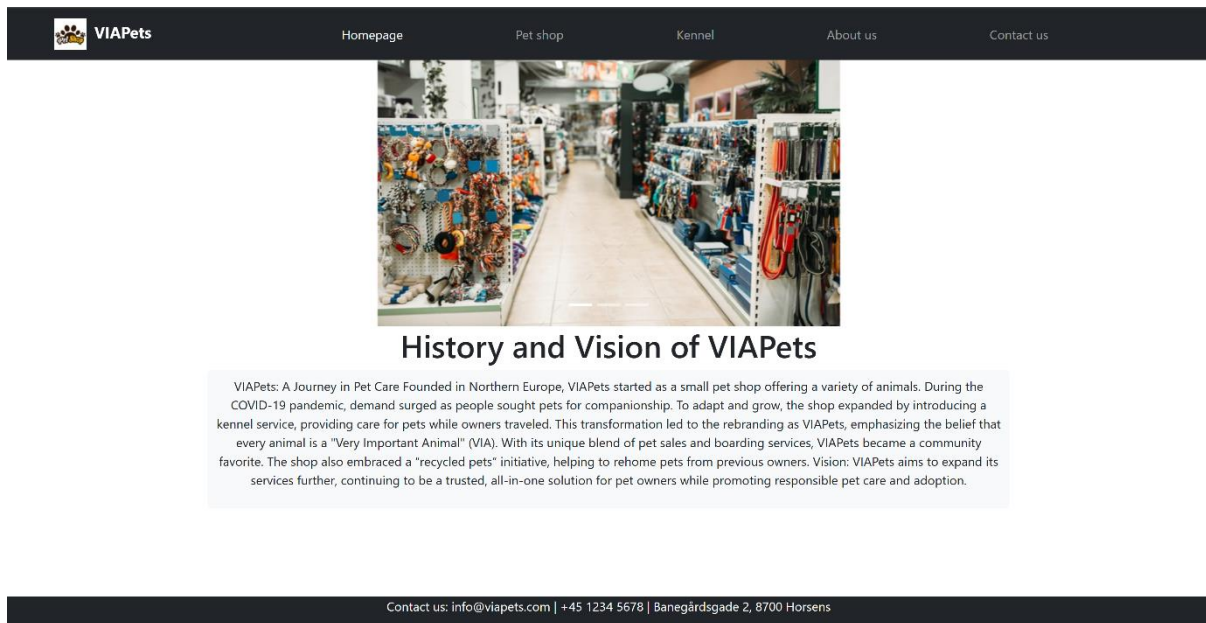 VIAPets
Homepage
Pet shop
Kennel
About us
Contact us
History and Vision of VIAPets
VIAPets: A Journey in Pet Care Founded in Northern Europe, VIAPets started as a small pet shop offering a variety of animals. During the
COVID-19 pandemic, demand surged as people sought pets for companionship. To adapt and grow, the shop expanded by introducing a
kennel service, providing care for pets while owners traveled. This transformation led to the rebranding as VIAPets, emphasizing the belief that
every animal is a "Very Important Animal" (VIA). With its unique blend of pet sales and boarding services, VIAPets became a community
favorite. The shop also embraced a "recycled pets" initiative, helping to rehome pets from previous owners. Vision: VIAPets aims to expand its
services further, continuing to be a trusted, all-in-one solution for pet owners while promoting responsible pet care and adoption.
Contact us: info@viapets.com | +45 1234 5678 | Banegårdsgade 2, 8700 Horsens